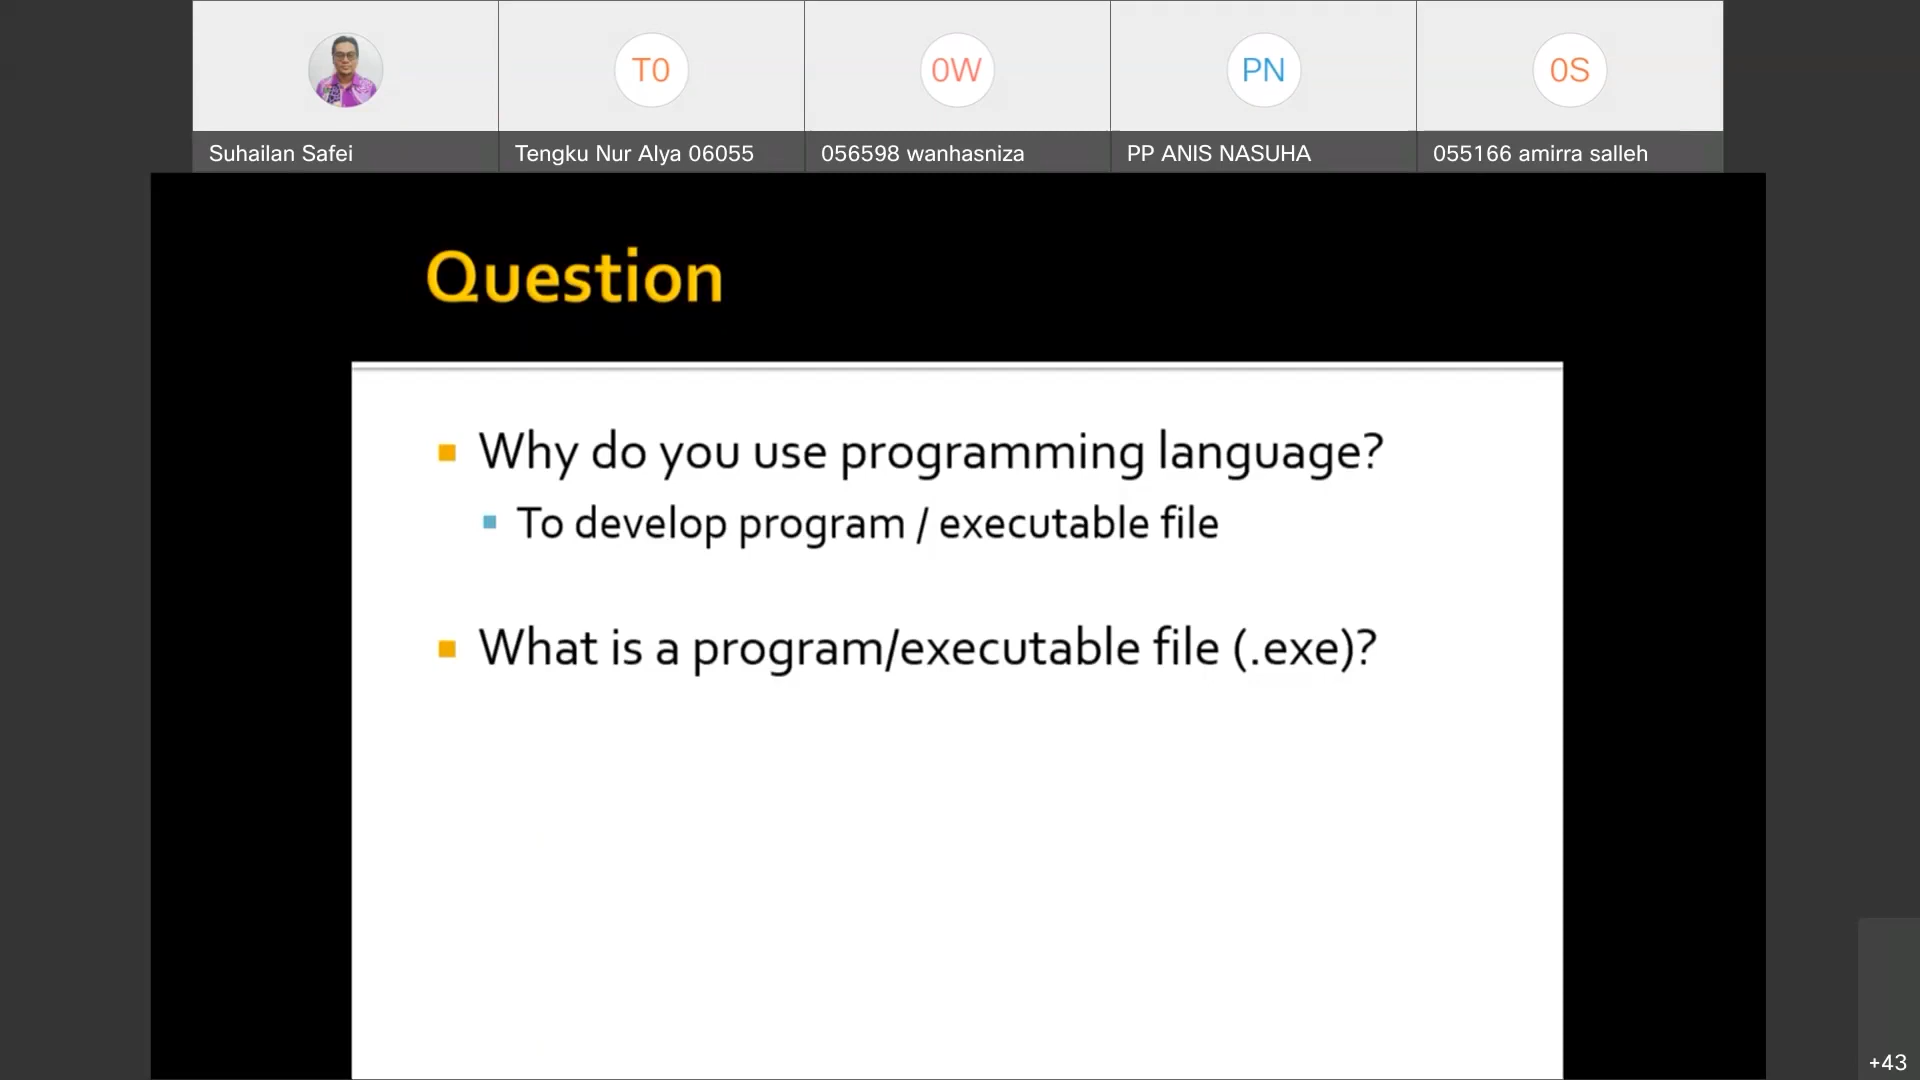 T0
0W
PN
0S
Suhailan Safei
Tengku Nur Alya 06055
056598 wanhasniza
PP ANIS NASUHA
055166 amirra salleh
Question
Why do you use programming language?
To develop program / executable file
What is a program/executable file (.exe)?
+43